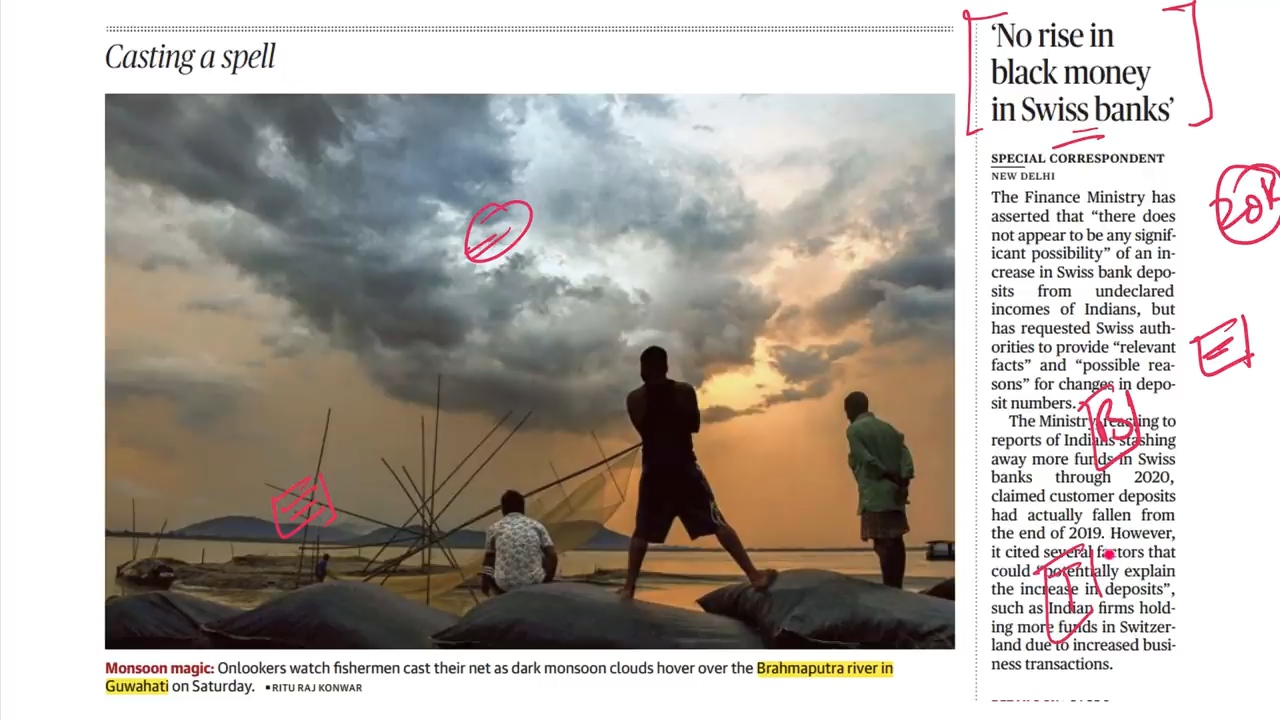 Casting a spell
Monsoon magic: Onlookers watch fishermen cast their net as dark monsoon clouds hover over the Brahmaputra river in
Guwahati on Saturday. ▪RITU RAJ KONWAR
‘No rise in
black money
in Swiss banks’
SPECIAL CORRESPONDENT
NEW DELHI
The Finance Ministry has
asserted that “there does
not appear to be any signif-
icant possibility” of an in-
crease in Swiss bank depo-
sits from undeclared
incomes of Indians, but
has requested Swiss auth-
orities to provide “relevant
facts” and “possible rea-
sons” for changes in depo-
sit numbers.
The Ministry, reacting to
reports of Indians stashing
away more funds in Swiss
banks through 2020,
claimed customer deposits
had actually fallen from
the end of 2019. However,
it cited several factors that
could “potentially explain
the increase in deposits”,
such as Indian firms hold-
ing more funds in Switzer-
land due to increased busi-
ness transactions.
20K
E
B